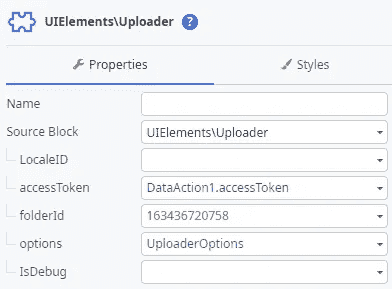 UIElements\Uploader ?
Properties Styles
Name
Source Block UIElements\Uploader
LocaleID
accessToken DataAction1.accessToken
folderId 163436720758
options UploaderOptions
IsDebug